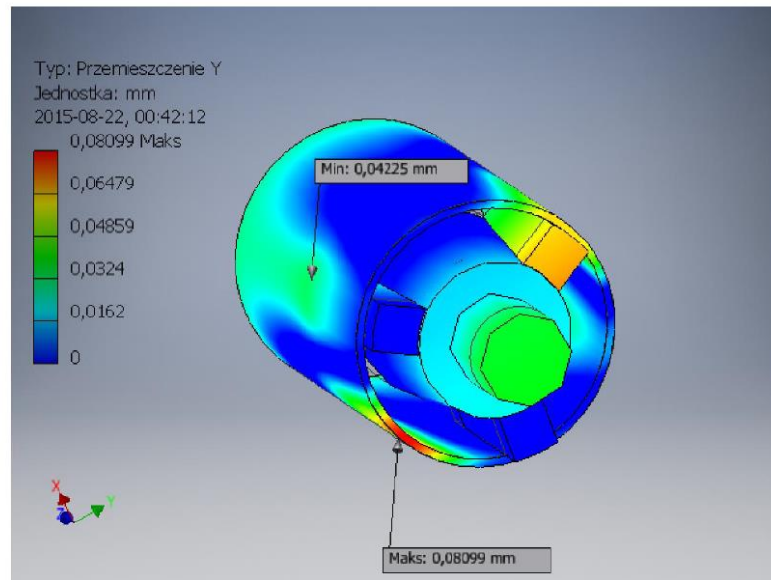 Typ: Przemieszczenie Y
Jednostka: mm
2015-08-22, 00:42:12
0,08099 Maks
0,06479
0,04859
0,0324
0,0162
0
Min: 0,04225 mm
Maks: 0,08099 mm
X
Y
Z